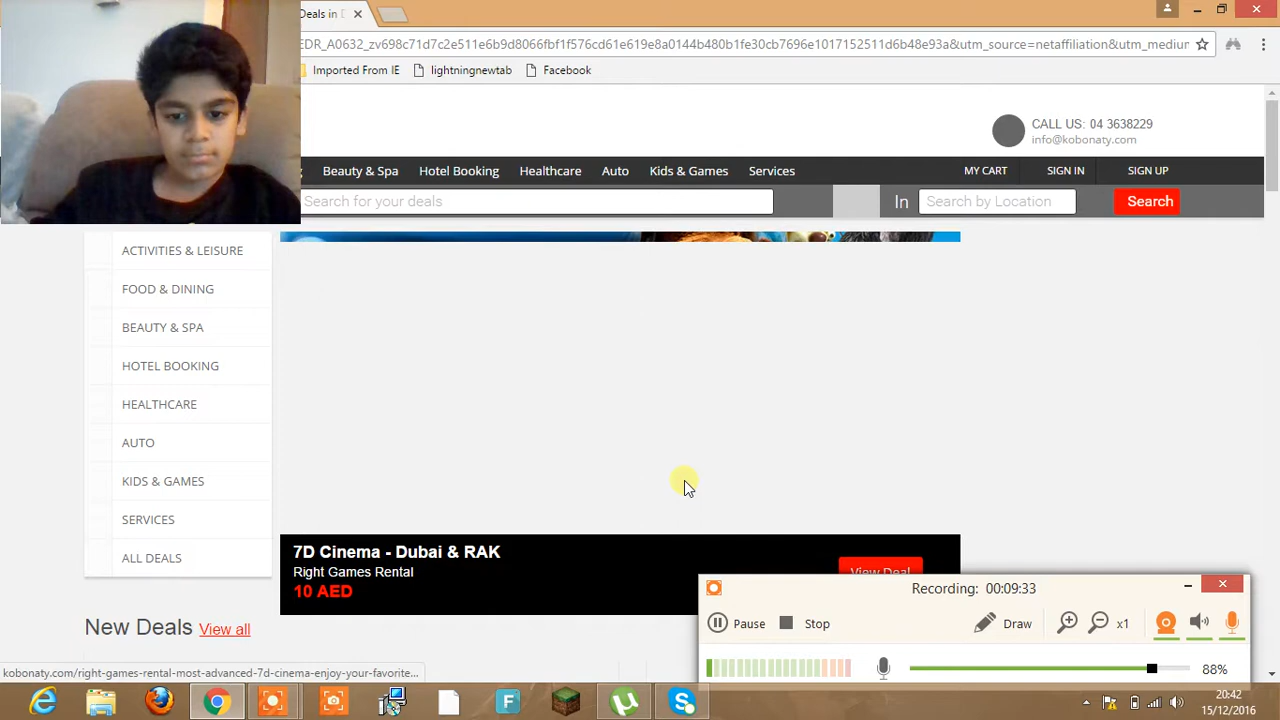 Deals in D
EDR_A0632_zv698c71d7c2e511e6b9d8066fbf1f576cd61e619e8a0144b480b1fe30cb7696e1017152511d6b48e93a&utm_source=netaffiliation&utm_medium
Imported From IE lightningnewtab Facebook
CALL US: 04 3638229
info@kobonaty.com
Beauty & Spa Hotel Booking Healthcare Auto Kids & Games Services MY CART SIGN IN SIGN UP
Search for your deals In Search by Location Search
ACTIVITIES & LEISURE
FOOD & DINING
BEAUTY & SPA
HOTEL BOOKING
HEALTHCARE
AUTO
KIDS & GAMES
SERVICES
ALL DEALS
7D Cinema - Dubai & RAK
Right Games Rental
10 AED
View Deal
New Deals View all
Recording: 00:09:33
Pause Stop Draw x1
88%
kobonaty.com/right-games-rental-most-advanced-7d-cinema-enjoy-your-favorite...
20:42
15/12/2016